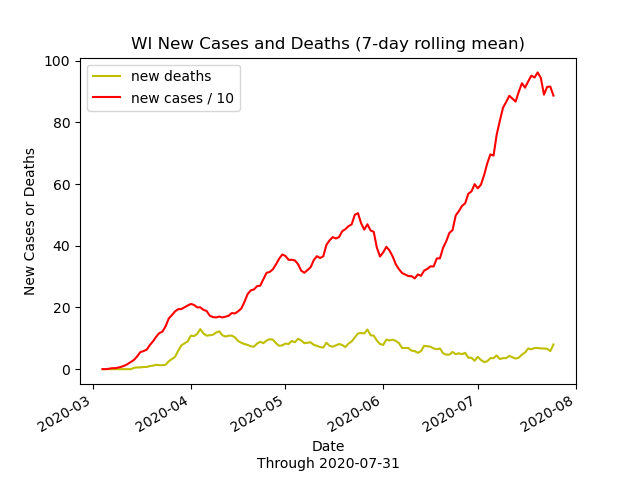 WI New Cases and Deaths (7-day rolling mean)
new deaths
new cases / 10
New Cases or Deaths
100
80
60
40
20
0
2020-03
2020-04
2020-05
2020-06
2020-07
2020-08
Date
Through 2020-07-31